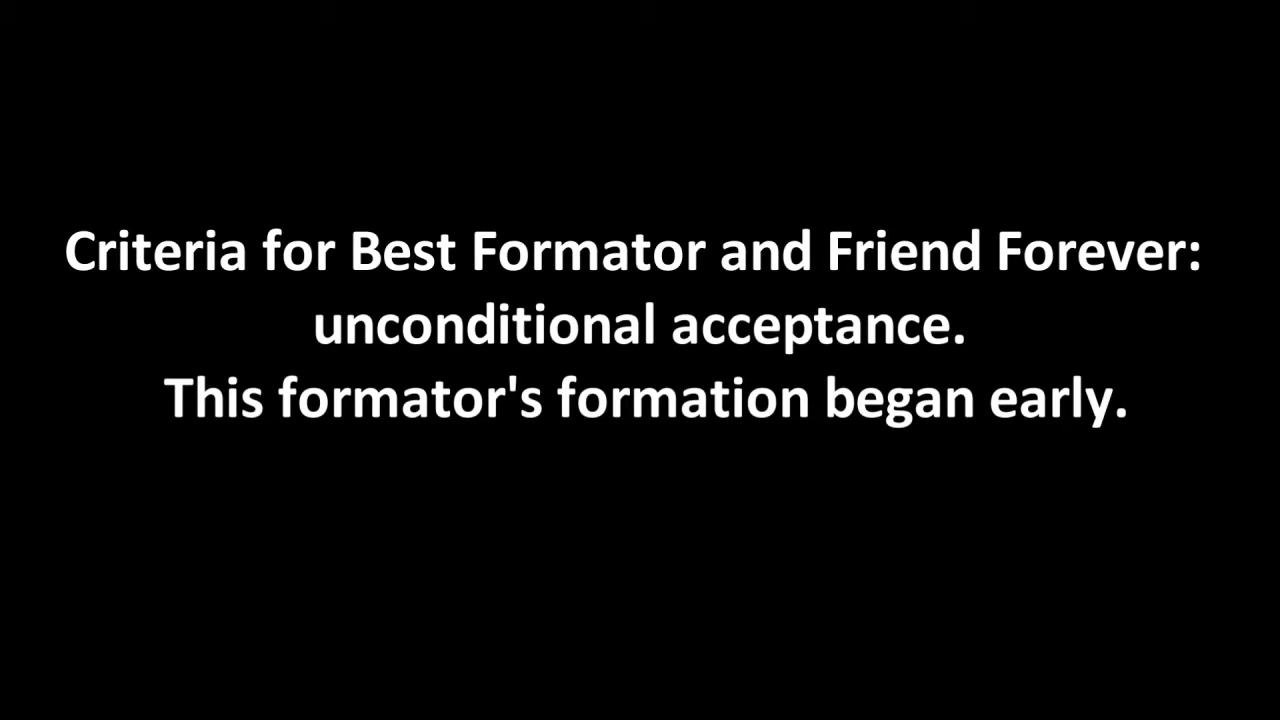 Criteria for Best Formator and Friend Forever:
unconditional acceptance.
This formator's formation began early.